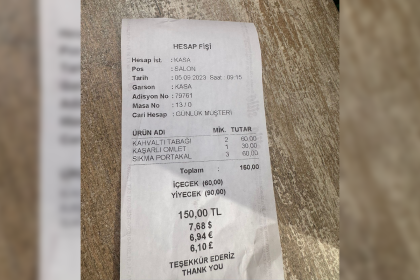 HESAP FİŞİ
Hesap İst. : KASA
Pos : SALON
Tarih : 05.09.2023 Saat : 09:15
Garson : KASA
Adisyon No : 79761
Masa No : 13 / 0
Cari Hesap : GÜNLÜK MÜŞTERİ
ÜRÜN ADI MİK. TUTAR
KAHVALTI TABAĞI 2 60,00
KAŞARLI OMLET 1 30,00
SIKMA PORTAKAL 3 60,00
Toplam : 150,00
İÇECEK (60,00)
YİYECEK (90,00)
150,00 TL
7,68 $
6,94 €
6,10 £
TEŞEKKÜR EDERİZ
THANK YOU